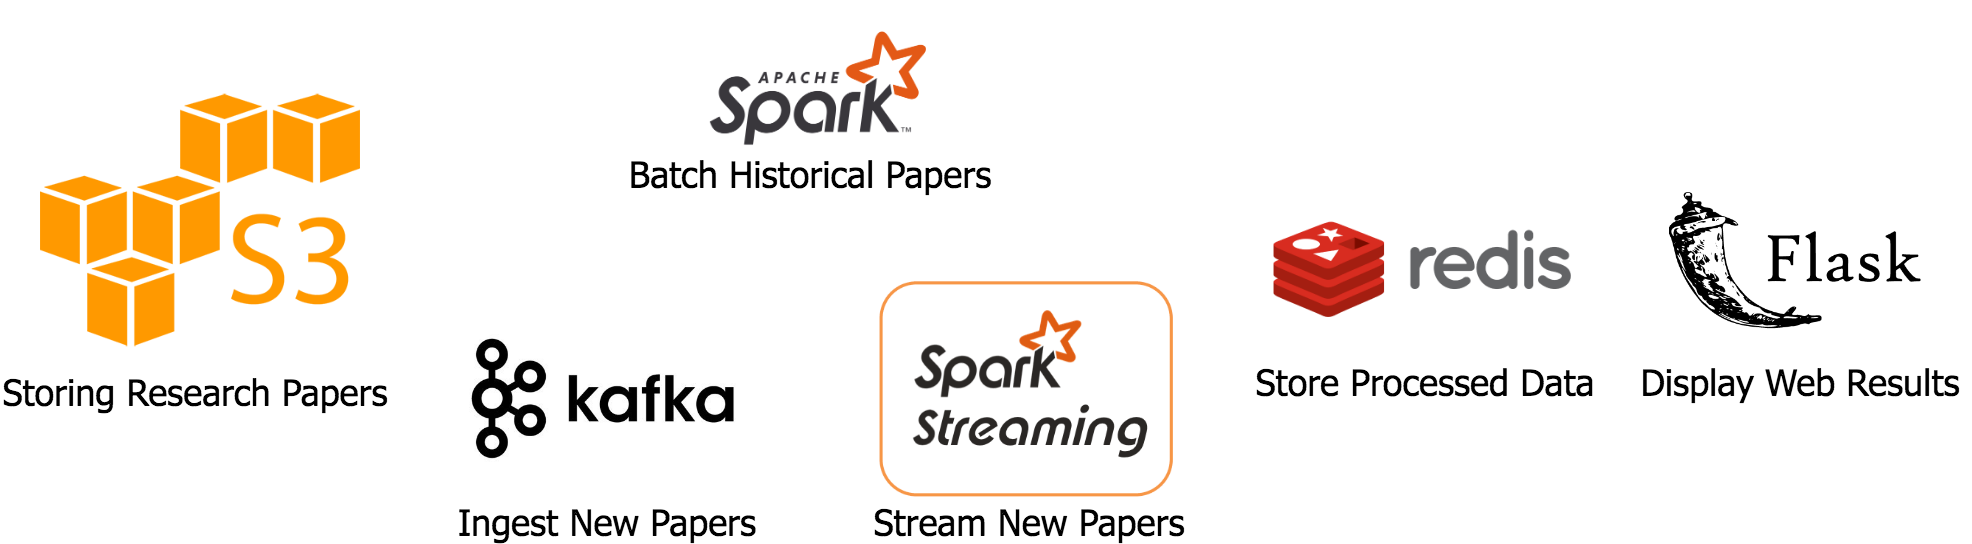 S3
Storing Research Papers
APACHE
Spark™
Batch Historical Papers
kafka
Ingest New Papers
Spark
Streaming
Stream New Papers
redis
Store Processed Data
Flask
Display Web Results